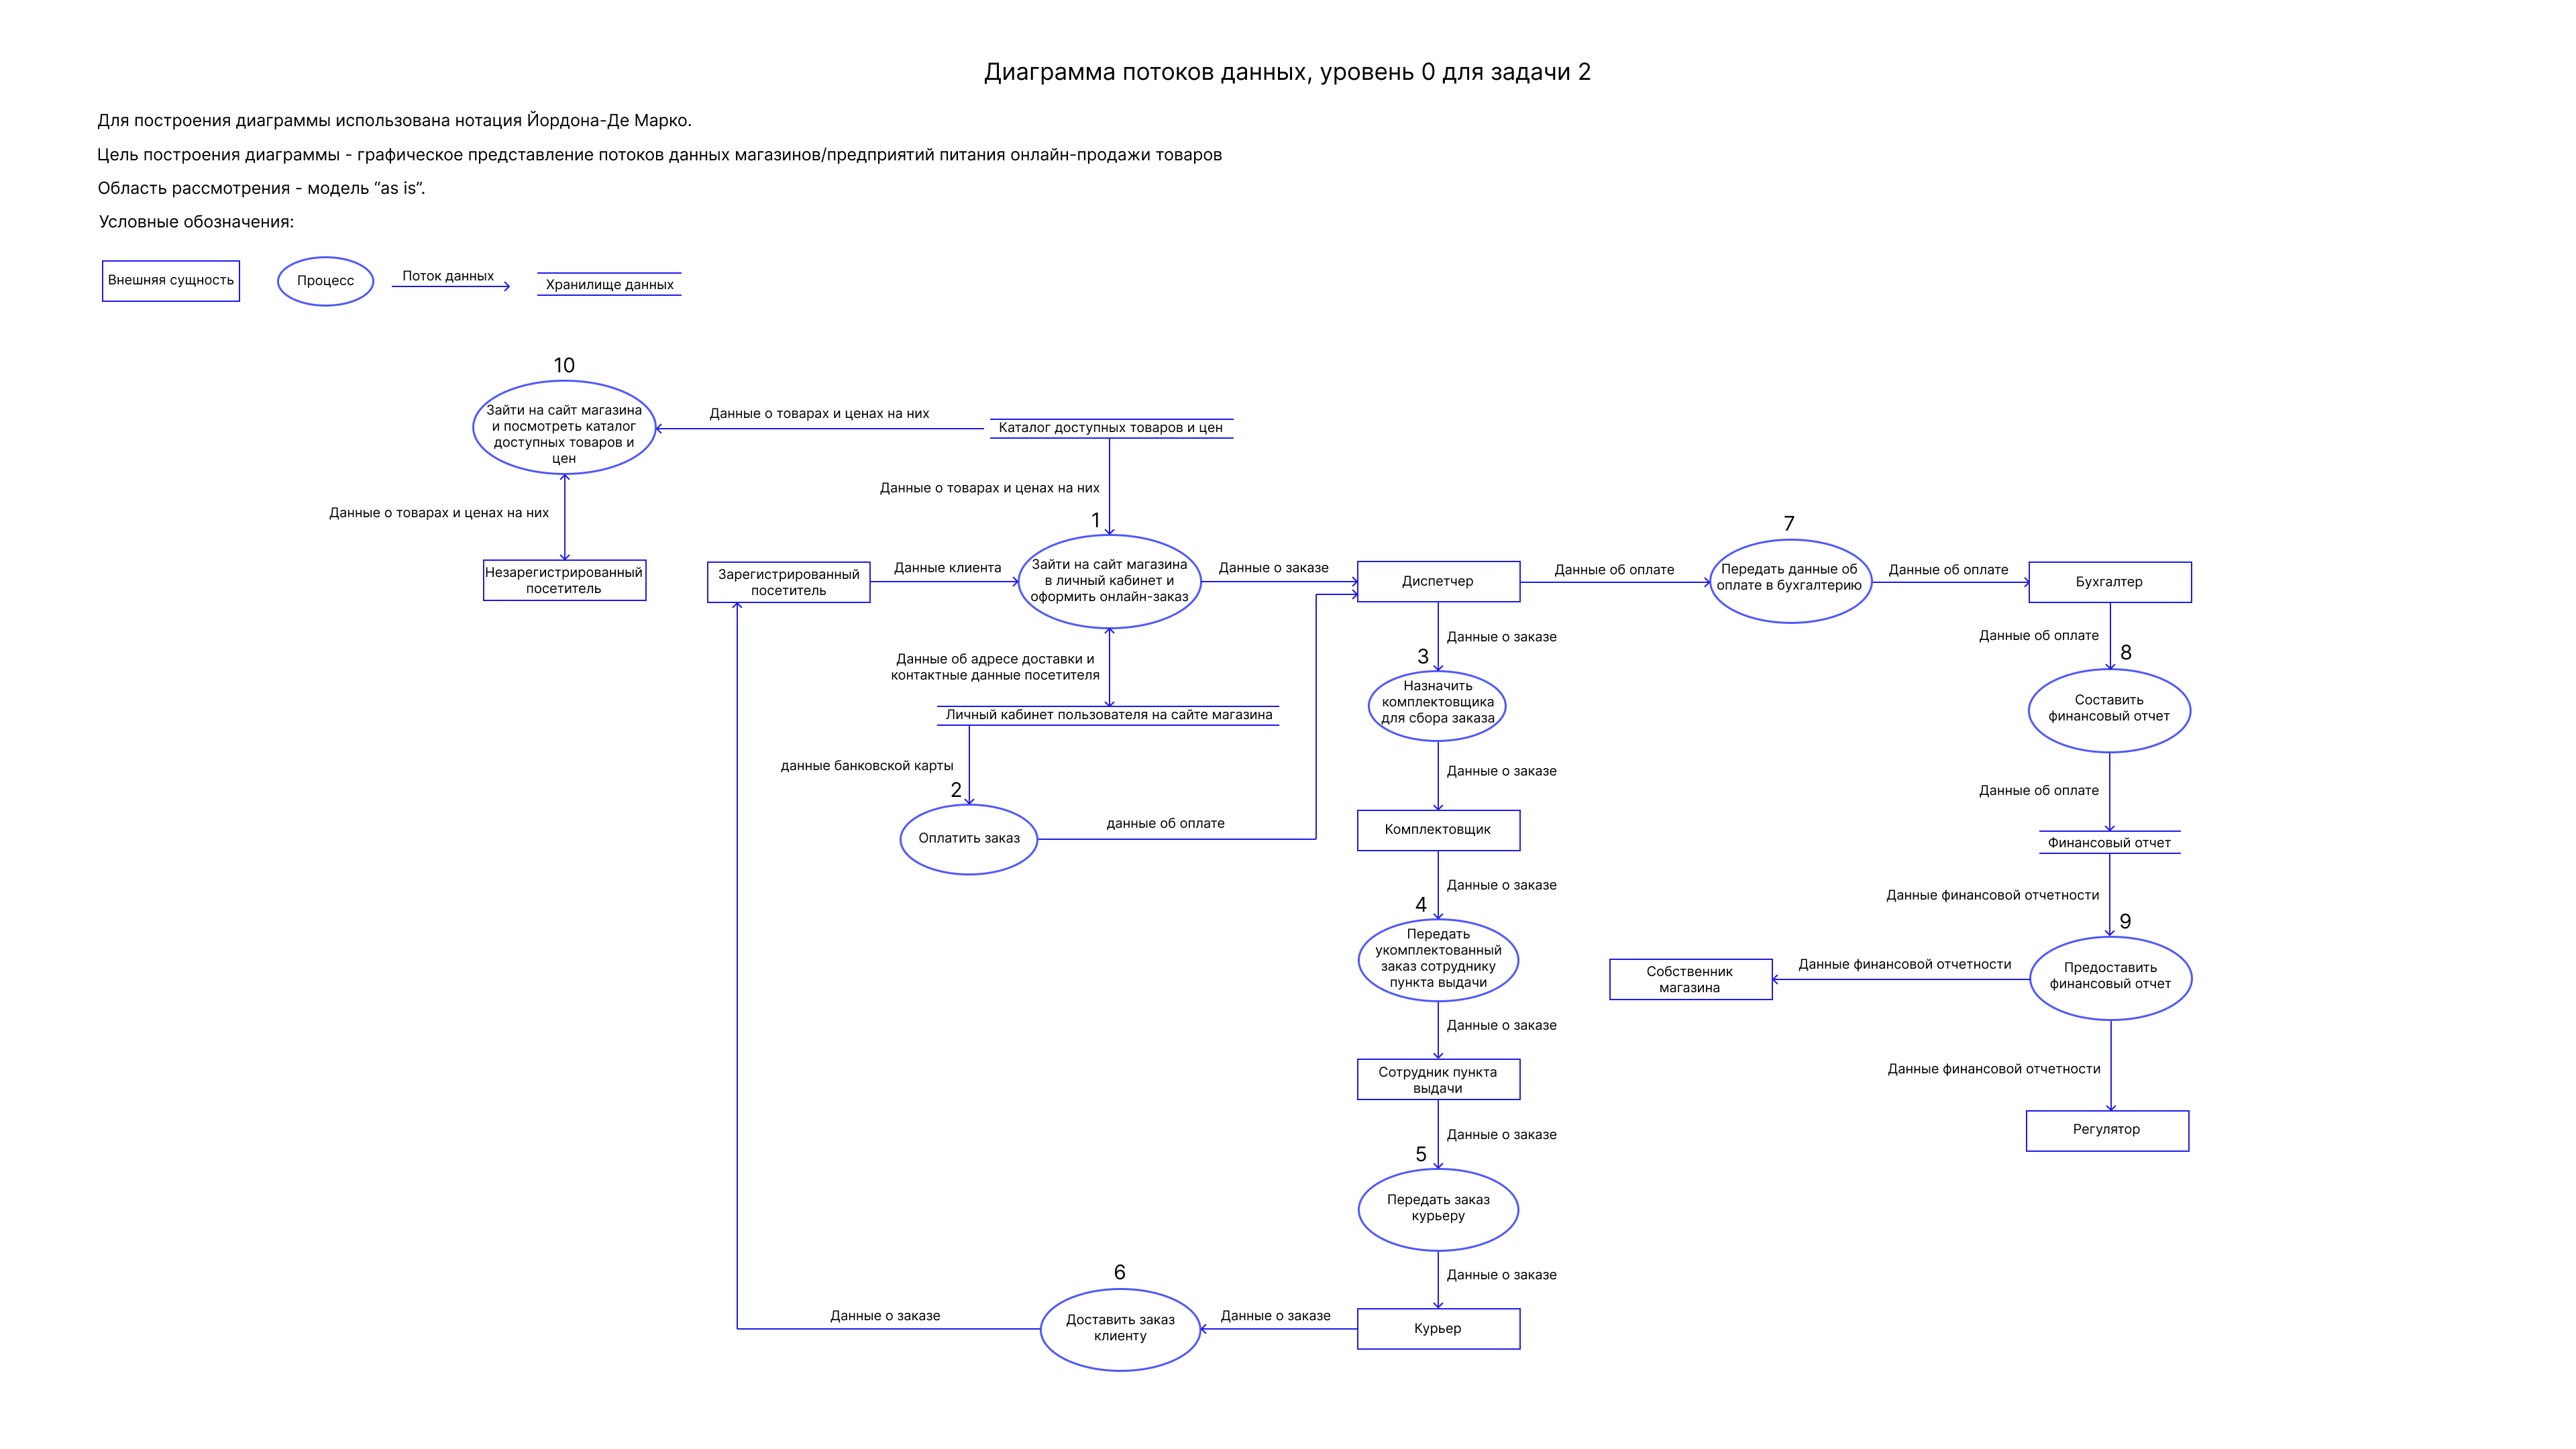 Диаграмма потоков данных, уровень 0 для задачи 2
Для построения диаграммы использована нотация Йордона-Де Марко.
Цель построения диаграммы - графическое представление потоков данных магазинов/предприятий питания онлайн-продажи товаров
Область рассмотрения - модель “as is”.
Условные обозначения:
Внешняя сущность
Процесс
Поток данных
Хранилище данных
10
Зайти на сайт магазина
и посмотреть каталог
доступных товаров и
цен
Данные о товарах и ценах на них
Каталог доступных товаров и цен
Данные о товарах и ценах на них
Данные о товарах и ценах на них
Незарегистрированный
посетитель
Зарегистрированный
посетитель
Данные клиента
1
Зайти на сайт магазина
в личный кабинет и
оформить онлайн-заказ
Данные о заказе
Диспетчер
Данные об оплате
7
Передать данные об
оплате в бухгалтерию
Данные об оплате
Бухгалтер
Данные об адресе доставки и
контактные данные посетителя
Личный кабинет пользователя на сайте магазина
данные банковской карты
2
Оплатить заказ
данные об оплате
Данные о заказе
3
Назначить
комплектовщика
для сбора заказа
Данные о заказе
Комплектовщик
Данные о заказе
4
Передать
укомплектованный
заказ сотруднику
пункта выдачи
Данные о заказе
Сотрудник пункта
выдачи
Данные о заказе
5
Передать заказ
курьеру
Данные о заказе
Курьер
Данные о заказе
6
Доставить заказ
клиенту
Данные о заказе
Данные об оплате
8
Составить
финансовый отчет
Данные об оплате
Финансовый отчет
Данные финансовой отчетности
9
Предоставить
финансовый отчет
Данные финансовой отчетности
Собственник
магазина
Данные финансовой отчетности
Регулятор